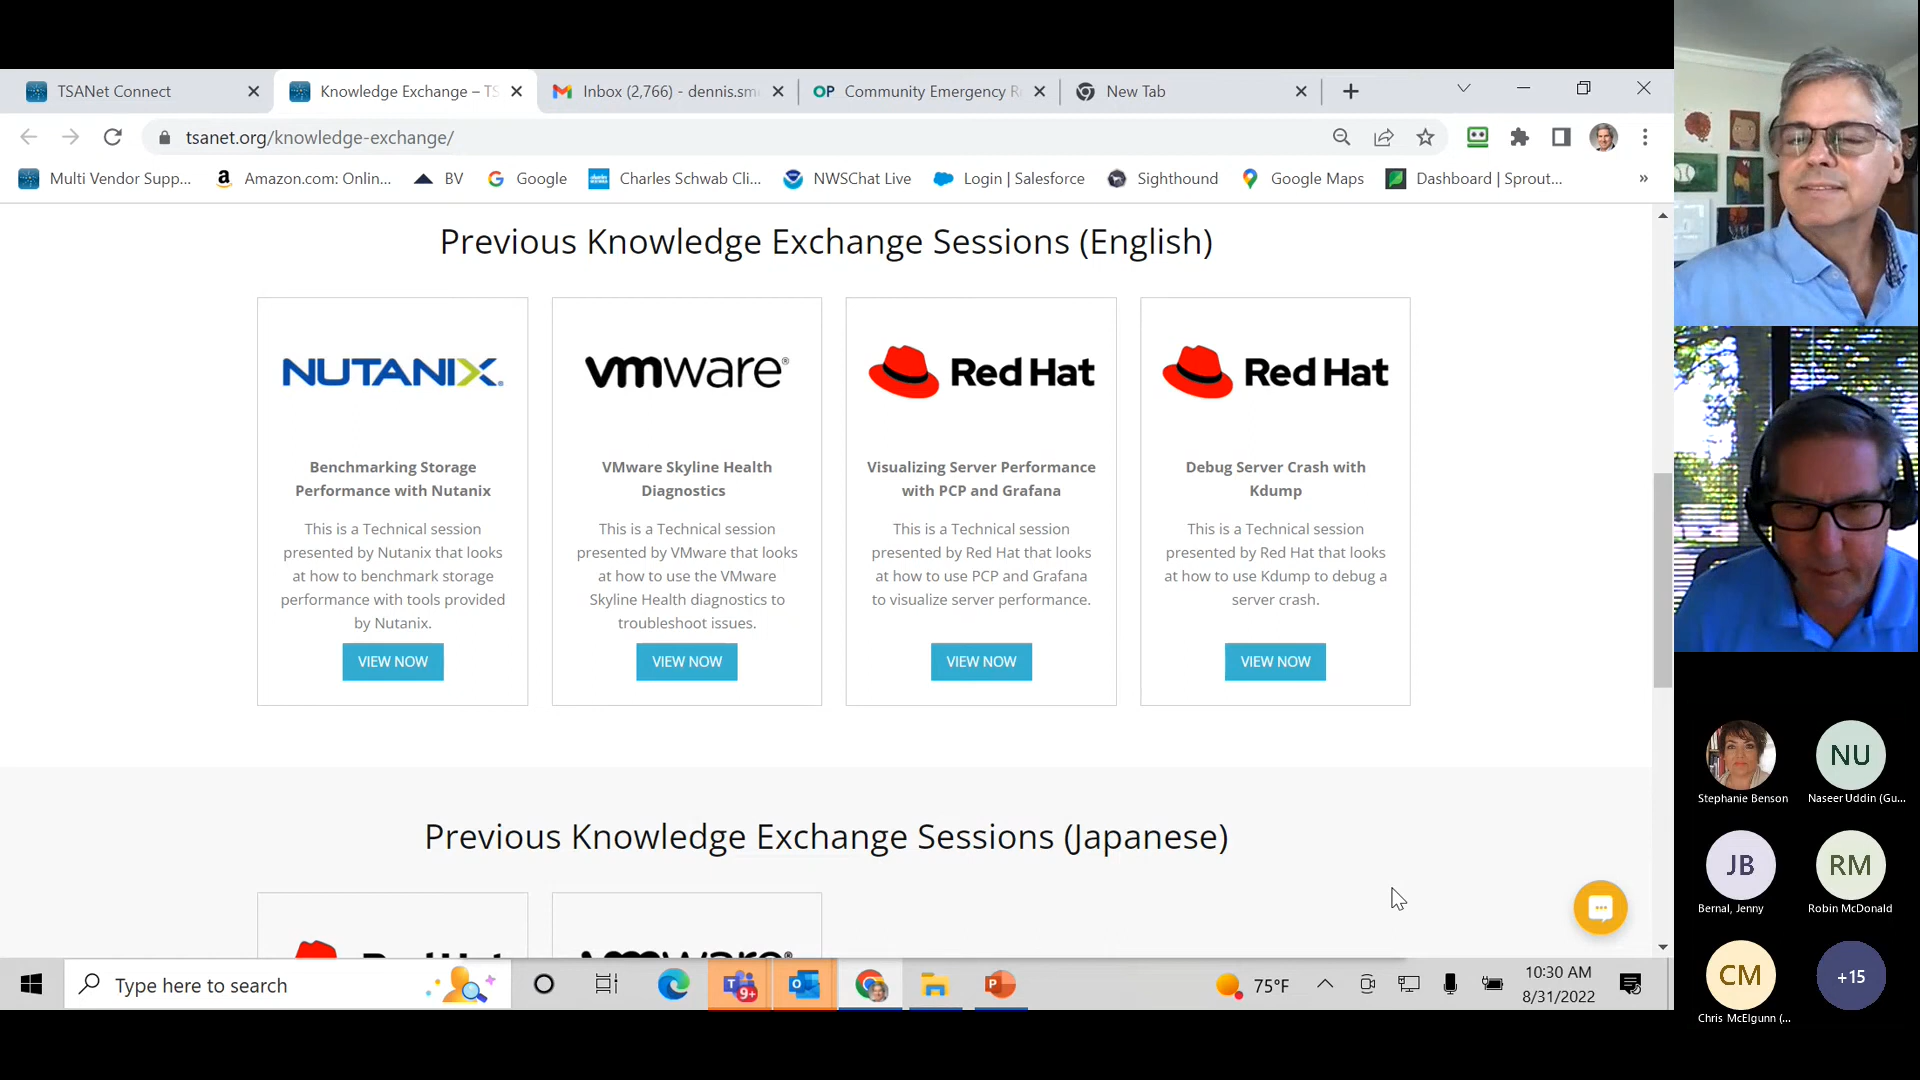 TSANet Connect
Knowledge Exchange – TS
Inbox (2,766) - dennis.sm
OP Community Emergency R
New Tab
tsanet.org/knowledge-exchange/
Multi Vendor Supp...
Amazon.com: Onlin...
BV
Google
Charles Schwab Cli...
NWSChat Live
Login | Salesforce
Sighthound
Google Maps
Dashboard | Sprout...
»
Previous Knowledge Exchange Sessions (English)
NUTANIX
Benchmarking Storage
Performance with Nutanix
This is a Technical session
presented by Nutanix that looks
at how to benchmark storage
performance with tools provided
by Nutanix.
VIEW NOW
vmware®
VMware Skyline Health
Diagnostics
This is a Technical session
presented by VMware that looks
at how to use the VMware
Skyline Health diagnostics to
troubleshoot issues.
VIEW NOW
Red Hat
Visualizing Server Performance
with PCP and Grafana
This is a Technical session
presented by Red Hat that looks
at how to use PCP and Grafana
to visualize server performance.
VIEW NOW
Red Hat
Debug Server Crash with
Kdump
This is a Technical session
presented by Red Hat that looks
at how to use Kdump to debug a
server crash.
VIEW NOW
Previous Knowledge Exchange Sessions (Japanese)
Red Hat
vmware®
Type here to search
9+
75°F
10:30 AM
8/31/2022
Stephanie Benson
NU
Naseer Uddin (Gu...
JB
Bernal, Jenny
RM
Robin McDonald
CM
Chris McElgunn (...
+15